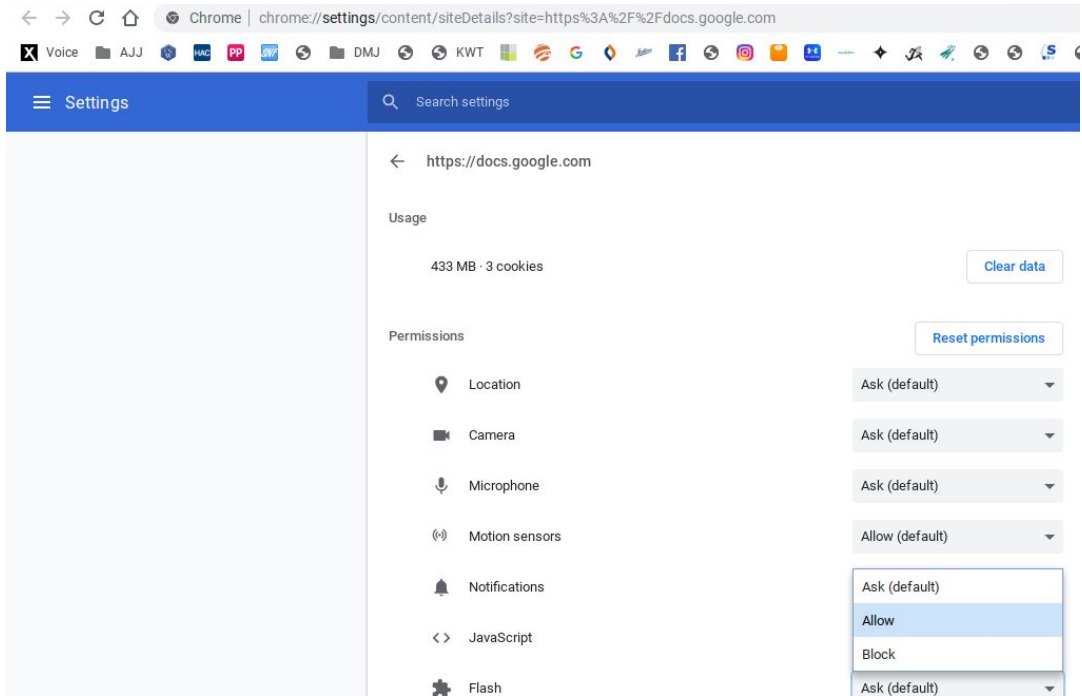 Chrome | chrome://settings/content/siteDetails?site=https%3A%2F%2Fdocs.google.com
X Voice AJJ HAC PP DMJ KWT G S
Settings Search settings
https://docs.google.com
Usage
433 MB · 3 cookies Clear data
Permissions Reset permissions
Location Ask (default)
Camera Ask (default)
Microphone Ask (default)
Motion sensors Allow (default)
Notifications Ask (default)
Allow
JavaScript
Block
Flash Ask (default)